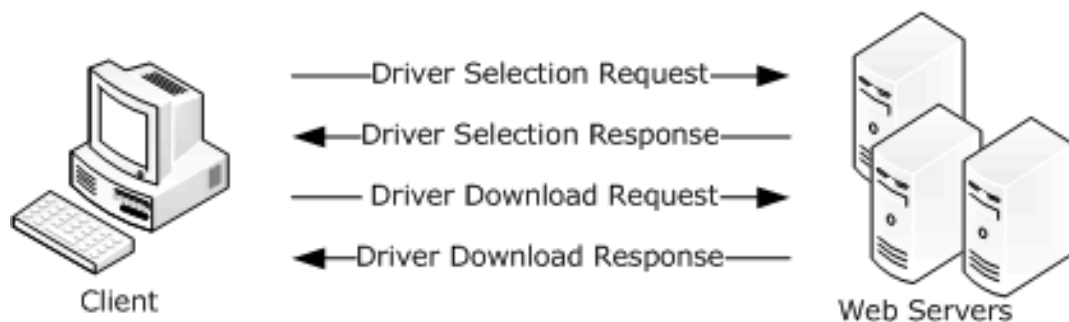 Driver Selection Request
Driver Selection Response
Driver Download Request
Driver Download Response
Client
Web Servers